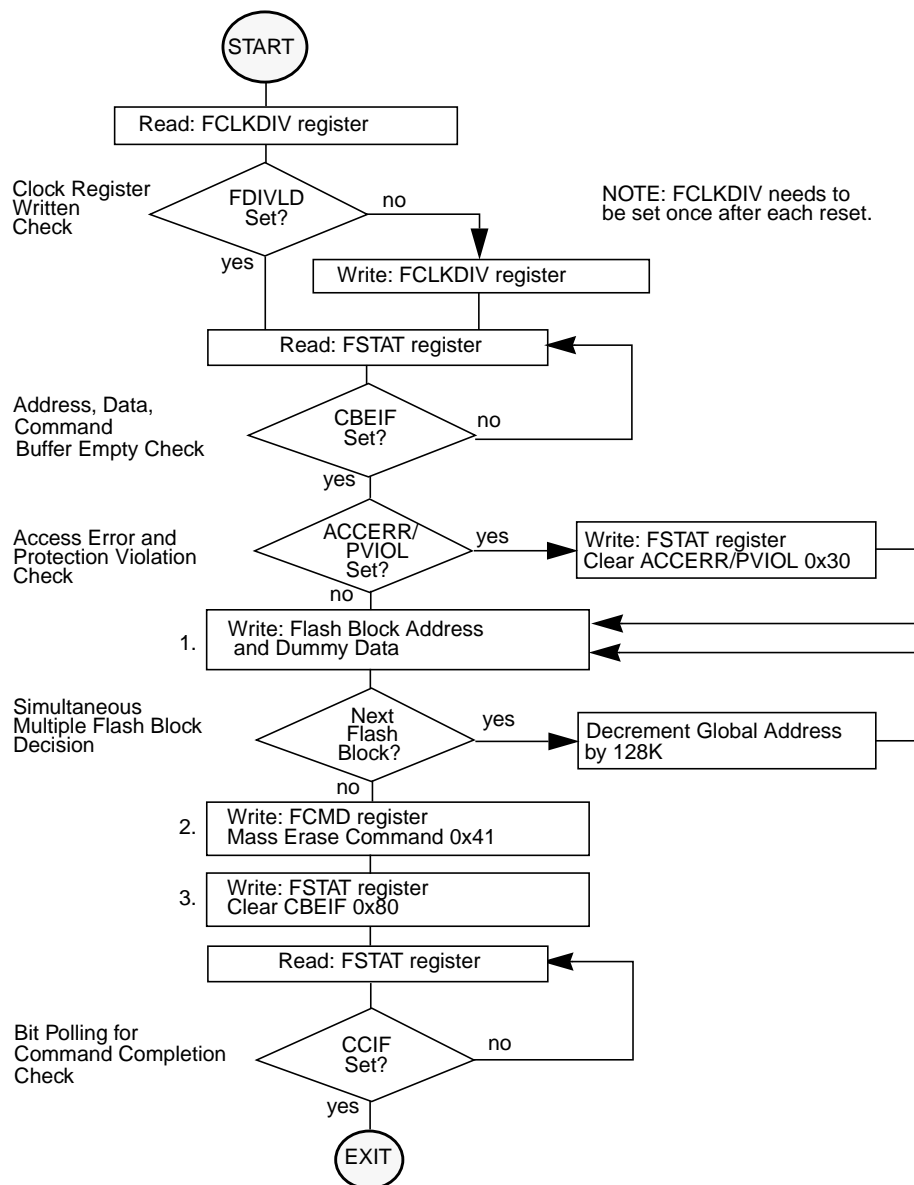 START
Read: FCLKDIV register
Clock Register
Written
Check
FDIVLD
Set?
no
yes
NOTE: FCLKDIV needs to
be set once after each reset.
Write: FCLKDIV register
Read: FSTAT register
Address, Data,
Command
Buffer Empty Check
CBEIF
Set?
no
yes
Access Error and
Protection Violation
Check
ACCERR/
PVIOL
Set?
yes
no
Write: FSTAT register
Clear ACCERR/PVIOL 0x30
1.
Write: Flash Block Address
and Dummy Data
Simultaneous
Multiple Flash Block
Decision
Next
Flash
Block?
yes
no
Decrement Global Address
by 128K
2.
Write: FCMD register
Mass Erase Command 0x41
3.
Write: FSTAT register
Clear CBEIF 0x80
Read: FSTAT register
Bit Polling for
Command Completion
Check
CCIF
Set?
no
yes
EXIT